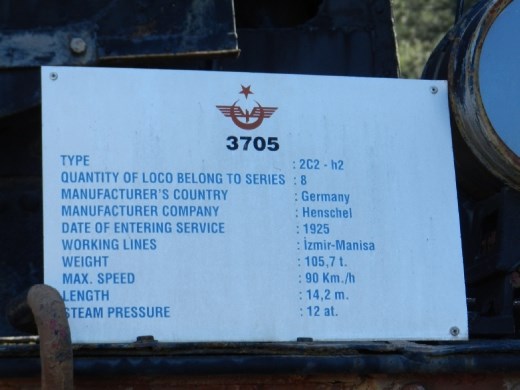 3705
TYPE : 2C2 - h2
QUANTITY OF LOCO BELONG TO SERIES : 8
MANUFACTURER'S COUNTRY : Germany
MANUFACTURER COMPANY : Henschel
DATE OF ENTERING SERVICE : 1925
WORKING LINES : İzmir-Manisa
WEIGHT : 105,7 t.
MAX. SPEED : 90 Km./h
LENGTH : 14,2 m.
STEAM PRESSURE : 12 at.